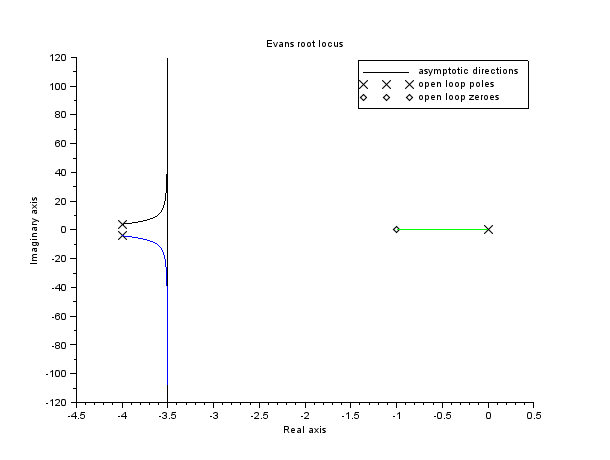 Evans root locus
asymptotic directions
open loop poles
open loop zeroes
120
100
80
60
40
20
0
-20
-40
-60
-80
-100
-120
Imaginary axis
-4.5 -4 -3.5 -3 -2.5 -2 -1.5 -1 -0.5 0 0.5
Real axis